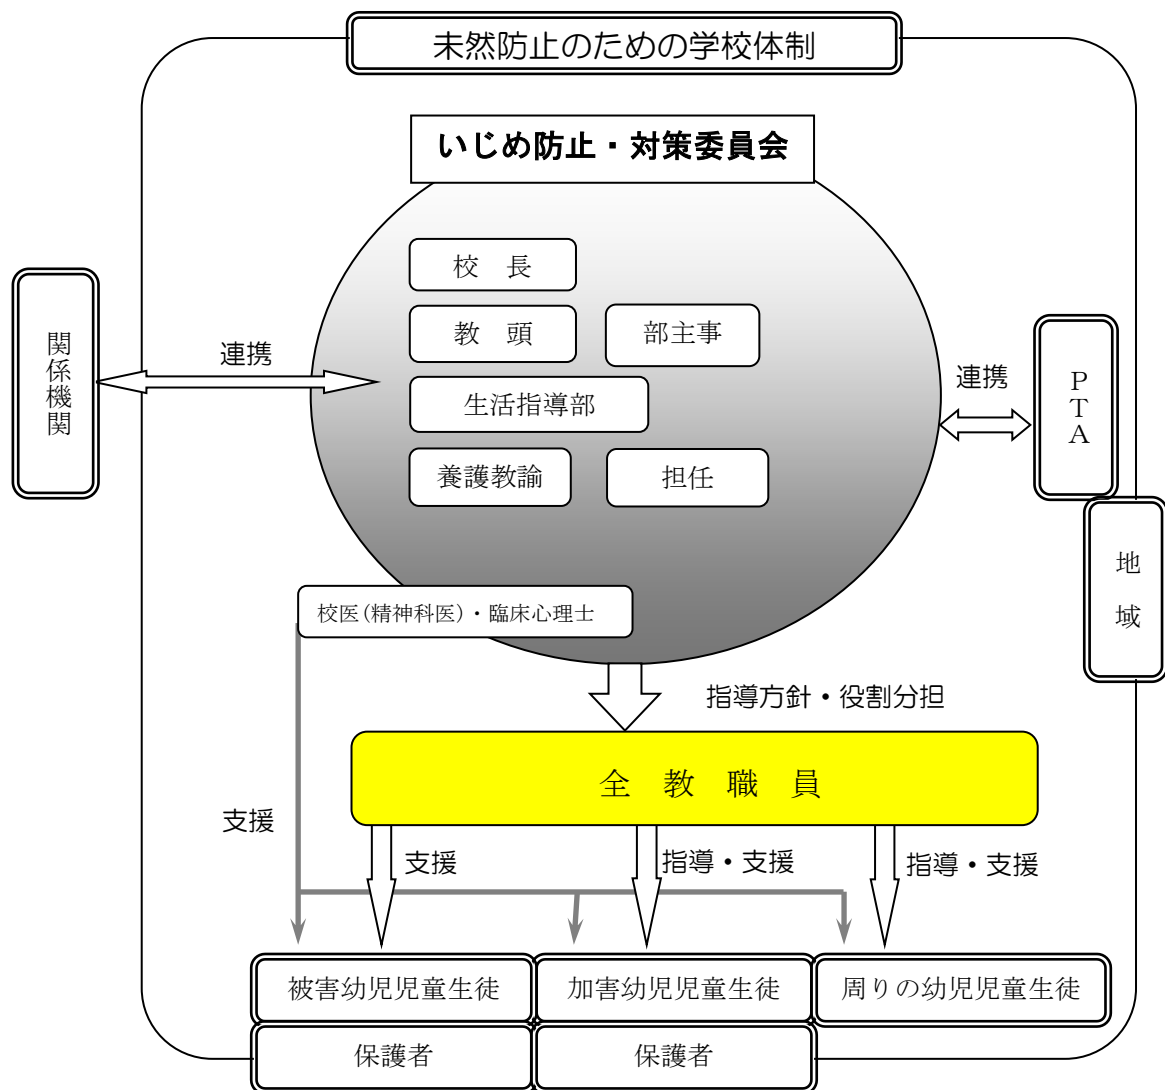 未然防止のための学校体制
いじめ防止・対策委員会
校　長
教　頭
部主事
生活指導部
養護教諭
担任
校医(精神科医)・臨床心理士
関係機関
連携
連携
PTA
地域
指導方針・役割分担
全　教　職　員
支援
支援
指導・支援
指導・支援
被害幼児児童生徒
加害幼児児童生徒
周りの幼児児童生徒
保護者
保護者